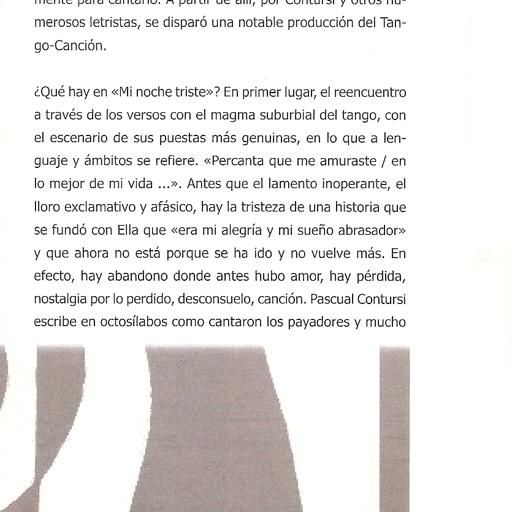 mente para cantarlo. A partir de allí, por Contursi y otros nu-
merosos letristas, se disparó una notable producción del Tan-
go-Canción.
¿Qué hay en «Mi noche triste»? En primer lugar, el reencuentro
a través de los versos con el magma suburbial del tango, con
el escenario de sus puestas más genuinas, en lo que a len-
guaje y ámbitos se refiere. «Percanta que me amuraste / en
lo mejor de mi vida ...». Antes que el lamento inoperante, el
lloro exclamativo y afásico, hay la tristeza de una historia que
se fundó con Ella que «era mi alegría y mi sueño abrasador»
y que ahora no está porque se ha ido y no vuelve más. En
efecto, hay abandono donde antes hubo amor, hay pérdida,
nostalgia por lo perdido, desconsuelo, canción. Pascual Contursi
escribe en octosílabos como cantaron los payadores y mucho